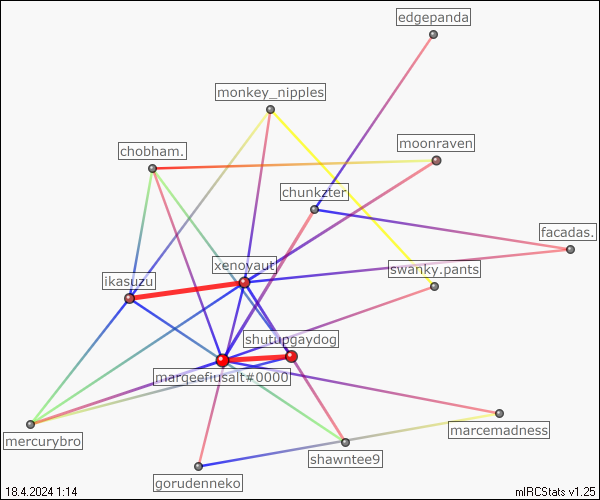 edgepanda
monkey_nipples
moonraven
chobham.
chunkzter
facadas.
xenoyaut
swanky.pants
ikasuzu
shutupgaydog
marqeefiusalt#0000
mercurybro
marcemadness
shawntee9
gorudenneko
18.4.2024 1:14
mIRCStats v1.25